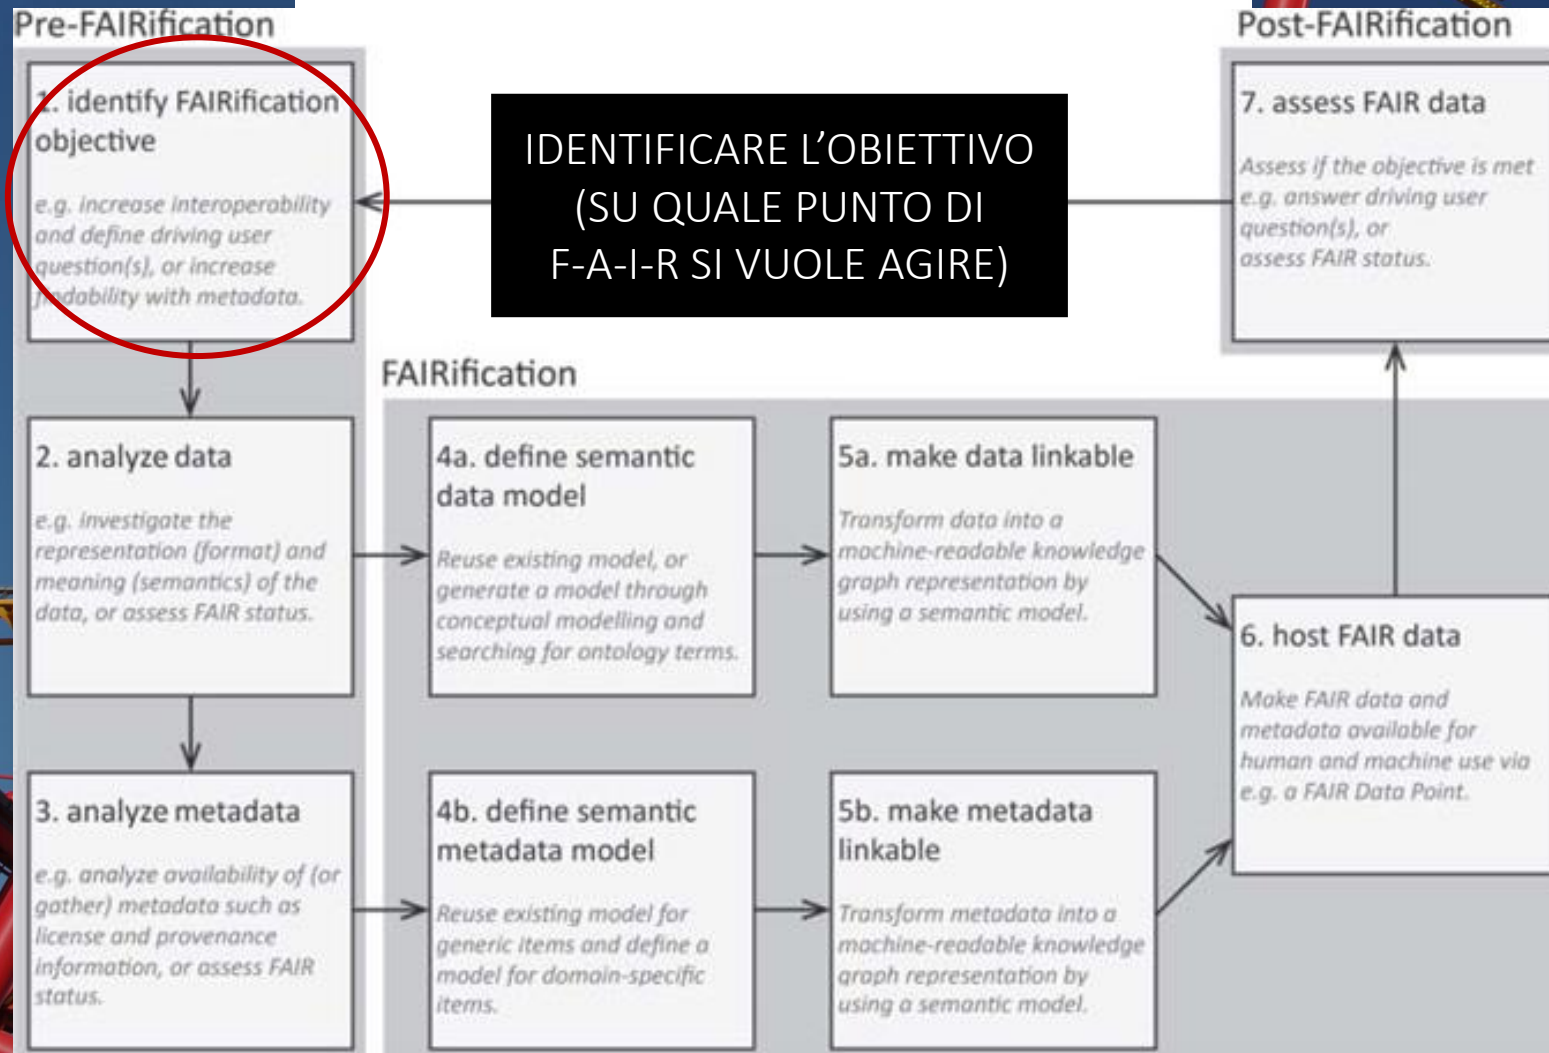 Pre-FAIRification
1. identify FAIRification
objective
e.g. increase interoperability
and define driving user
question(s), or increase
findability with metadata.
IDENTIFICARE L’OBIETTIVO
(SU QUALE PUNTO DI
F-A-I-R SI VUOLE AGIRE)
Post-FAIRification
7. assess FAIR data
Assess if the objective is met
e.g. answer driving user
question(s), or
assess FAIR status.
FAIRification
2. analyze data
e.g. investigate the
representation (format) and
meaning (semantics) of the
data, or assess FAIR status.
4a. define semantic
data model
Reuse existing model, or
generate a model through
conceptual modelling and
searching for ontology terms.
5a. make data linkable
Transform data into a
machine-readable knowledge
graph representation by
using a semantic model.
6. host FAIR data
Make FAIR data and
metadata available for
human and machine use via
e.g. a FAIR Data Point.
3. analyze metadata
e.g. analyze availability of (or
gather) metadata such as
license and provenance
information, or assess FAIR
status.
4b. define semantic
metadata model
Reuse existing model for
generic items and define a
model for domain-specific
items.
5b. make metadata
linkable
Transform metadata into a
machine-readable knowledge
graph representation by
using a semantic model.